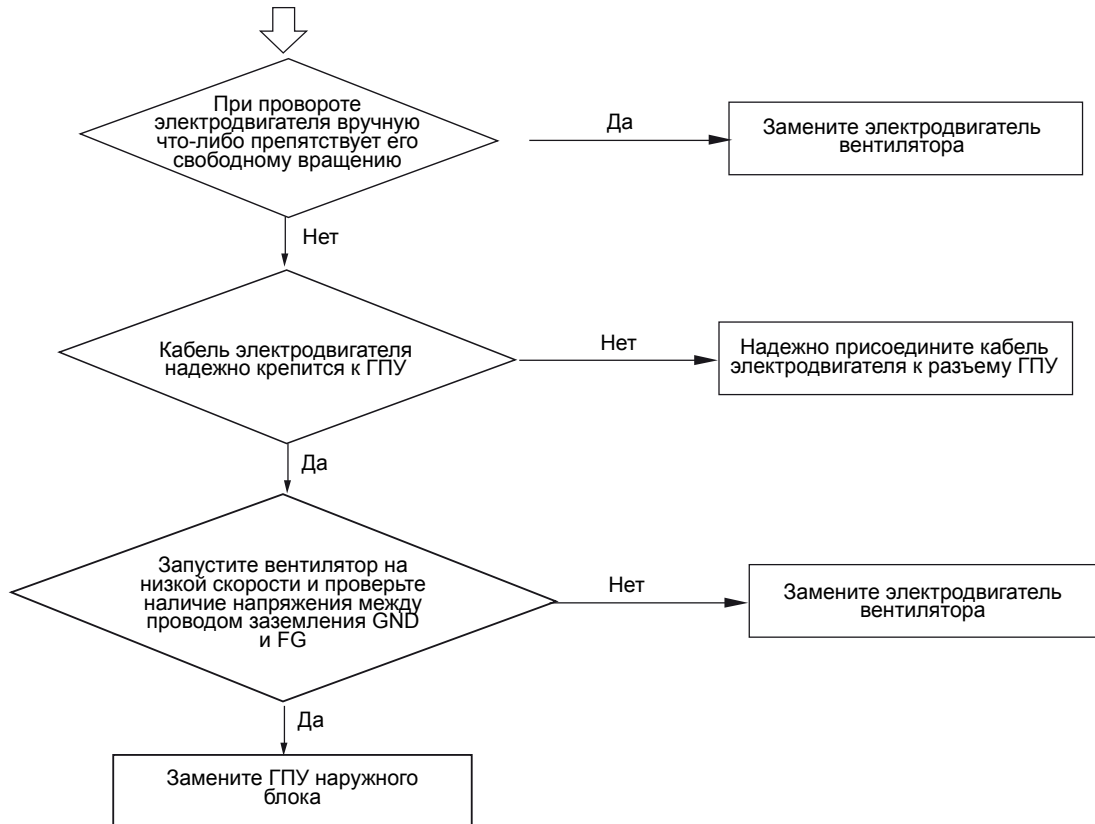 При провороте
электродвигателя вручную
что-либо препятствует его
свободному вращению
Да
Замените электродвигатель
вентилятора
Нет
Кабель электродвигателя
надежно крепится к ГПУ
Нет
Надежно присоедините кабель
электродвигателя к разъему ГПУ
Да
Запустите вентилятор на
низкой скорости и проверьте
наличие напряжения между
проводом заземления GND
и FG
Нет
Замените электродвигатель
вентилятора
Да
Замените ГПУ наружного
блока